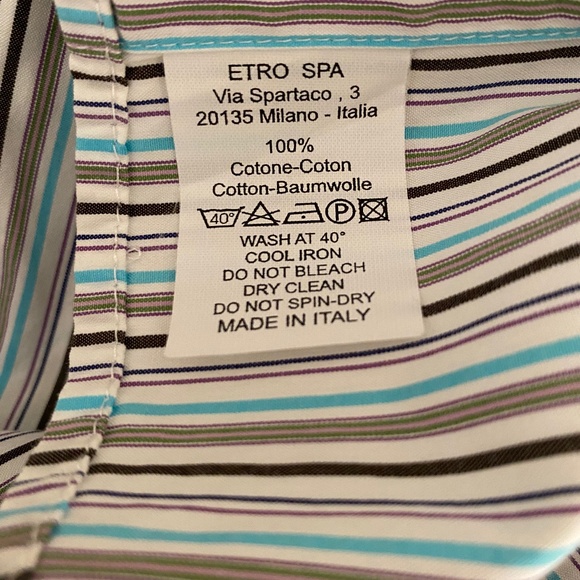 ETRO SPA
Via Spartaco , 3
20135 Milano - Italia
100%
Cotone-Coton
Cotton-Baumwolle
40° P
WASH AT 40°
COOL IRON
DO NOT BLEACH
DRY CLEAN
DO NOT SPIN-DRY
MADE IN ITALY